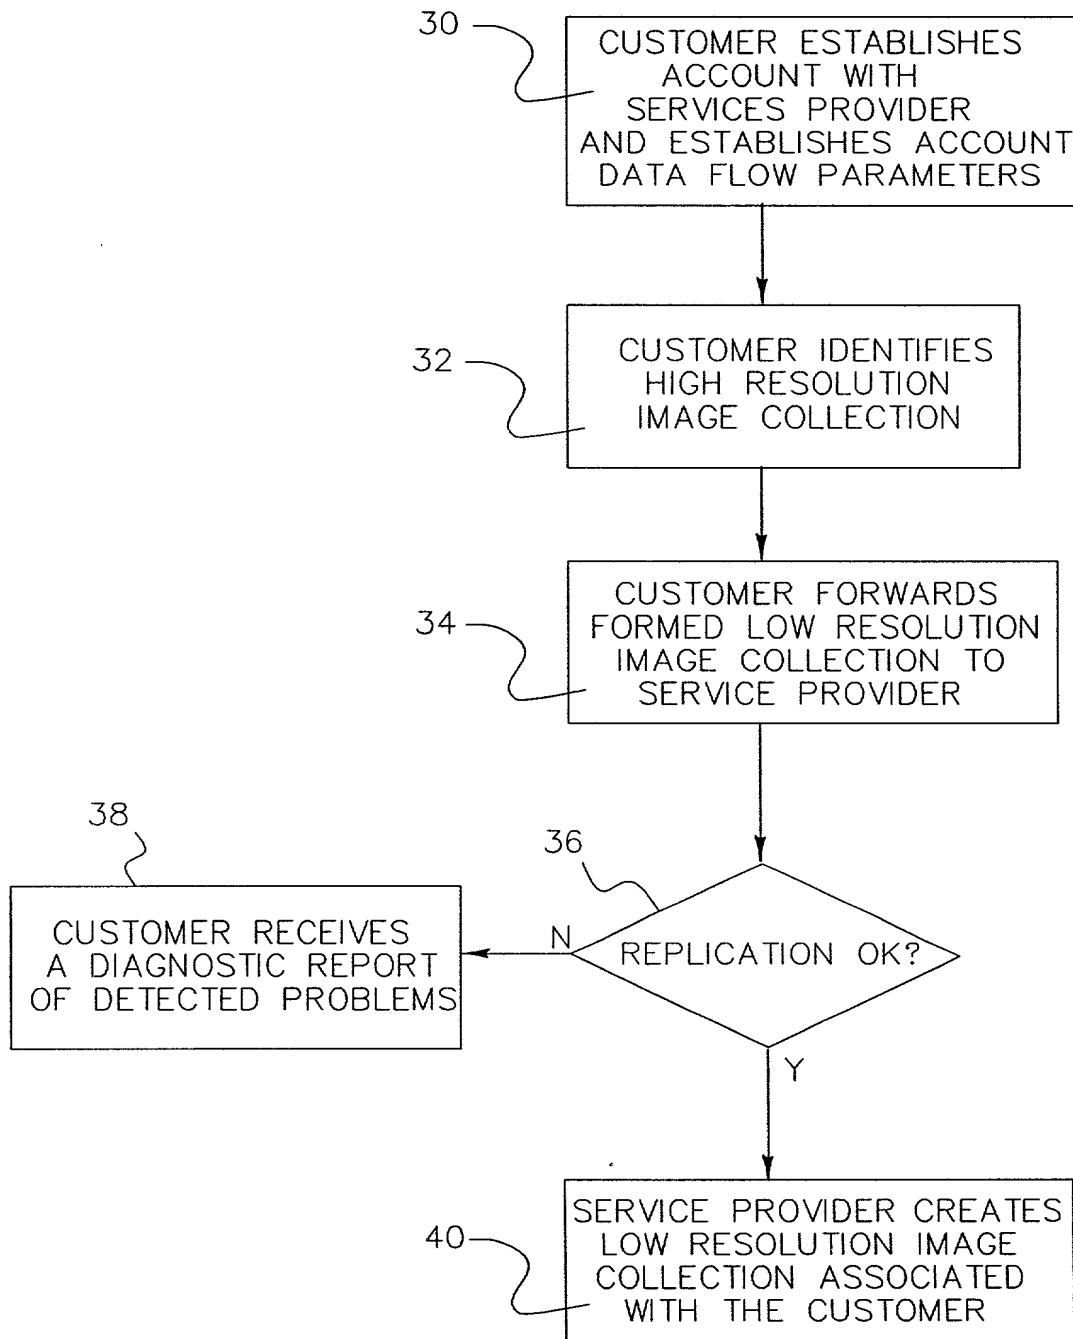 30
CUSTOMER ESTABLISHES
ACCOUNT WITH
SERVICES PROVIDER
AND ESTABLISHES ACCOUNT
DATA FLOW PARAMETERS
32
CUSTOMER IDENTIFIES
HIGH RESOLUTION
IMAGE COLLECTION
34
CUSTOMER FORWARDS
FORMED LOW RESOLUTION
IMAGE COLLECTION TO
SERVICE PROVIDER
36
REPLICATION OK?
N
38
CUSTOMER RECEIVES
A DIAGNOSTIC REPORT
OF DETECTED PROBLEMS
Y
40
SERVICE PROVIDER CREATES
LOW RESOLUTION IMAGE
COLLECTION ASSOCIATED
WITH THE CUSTOMER